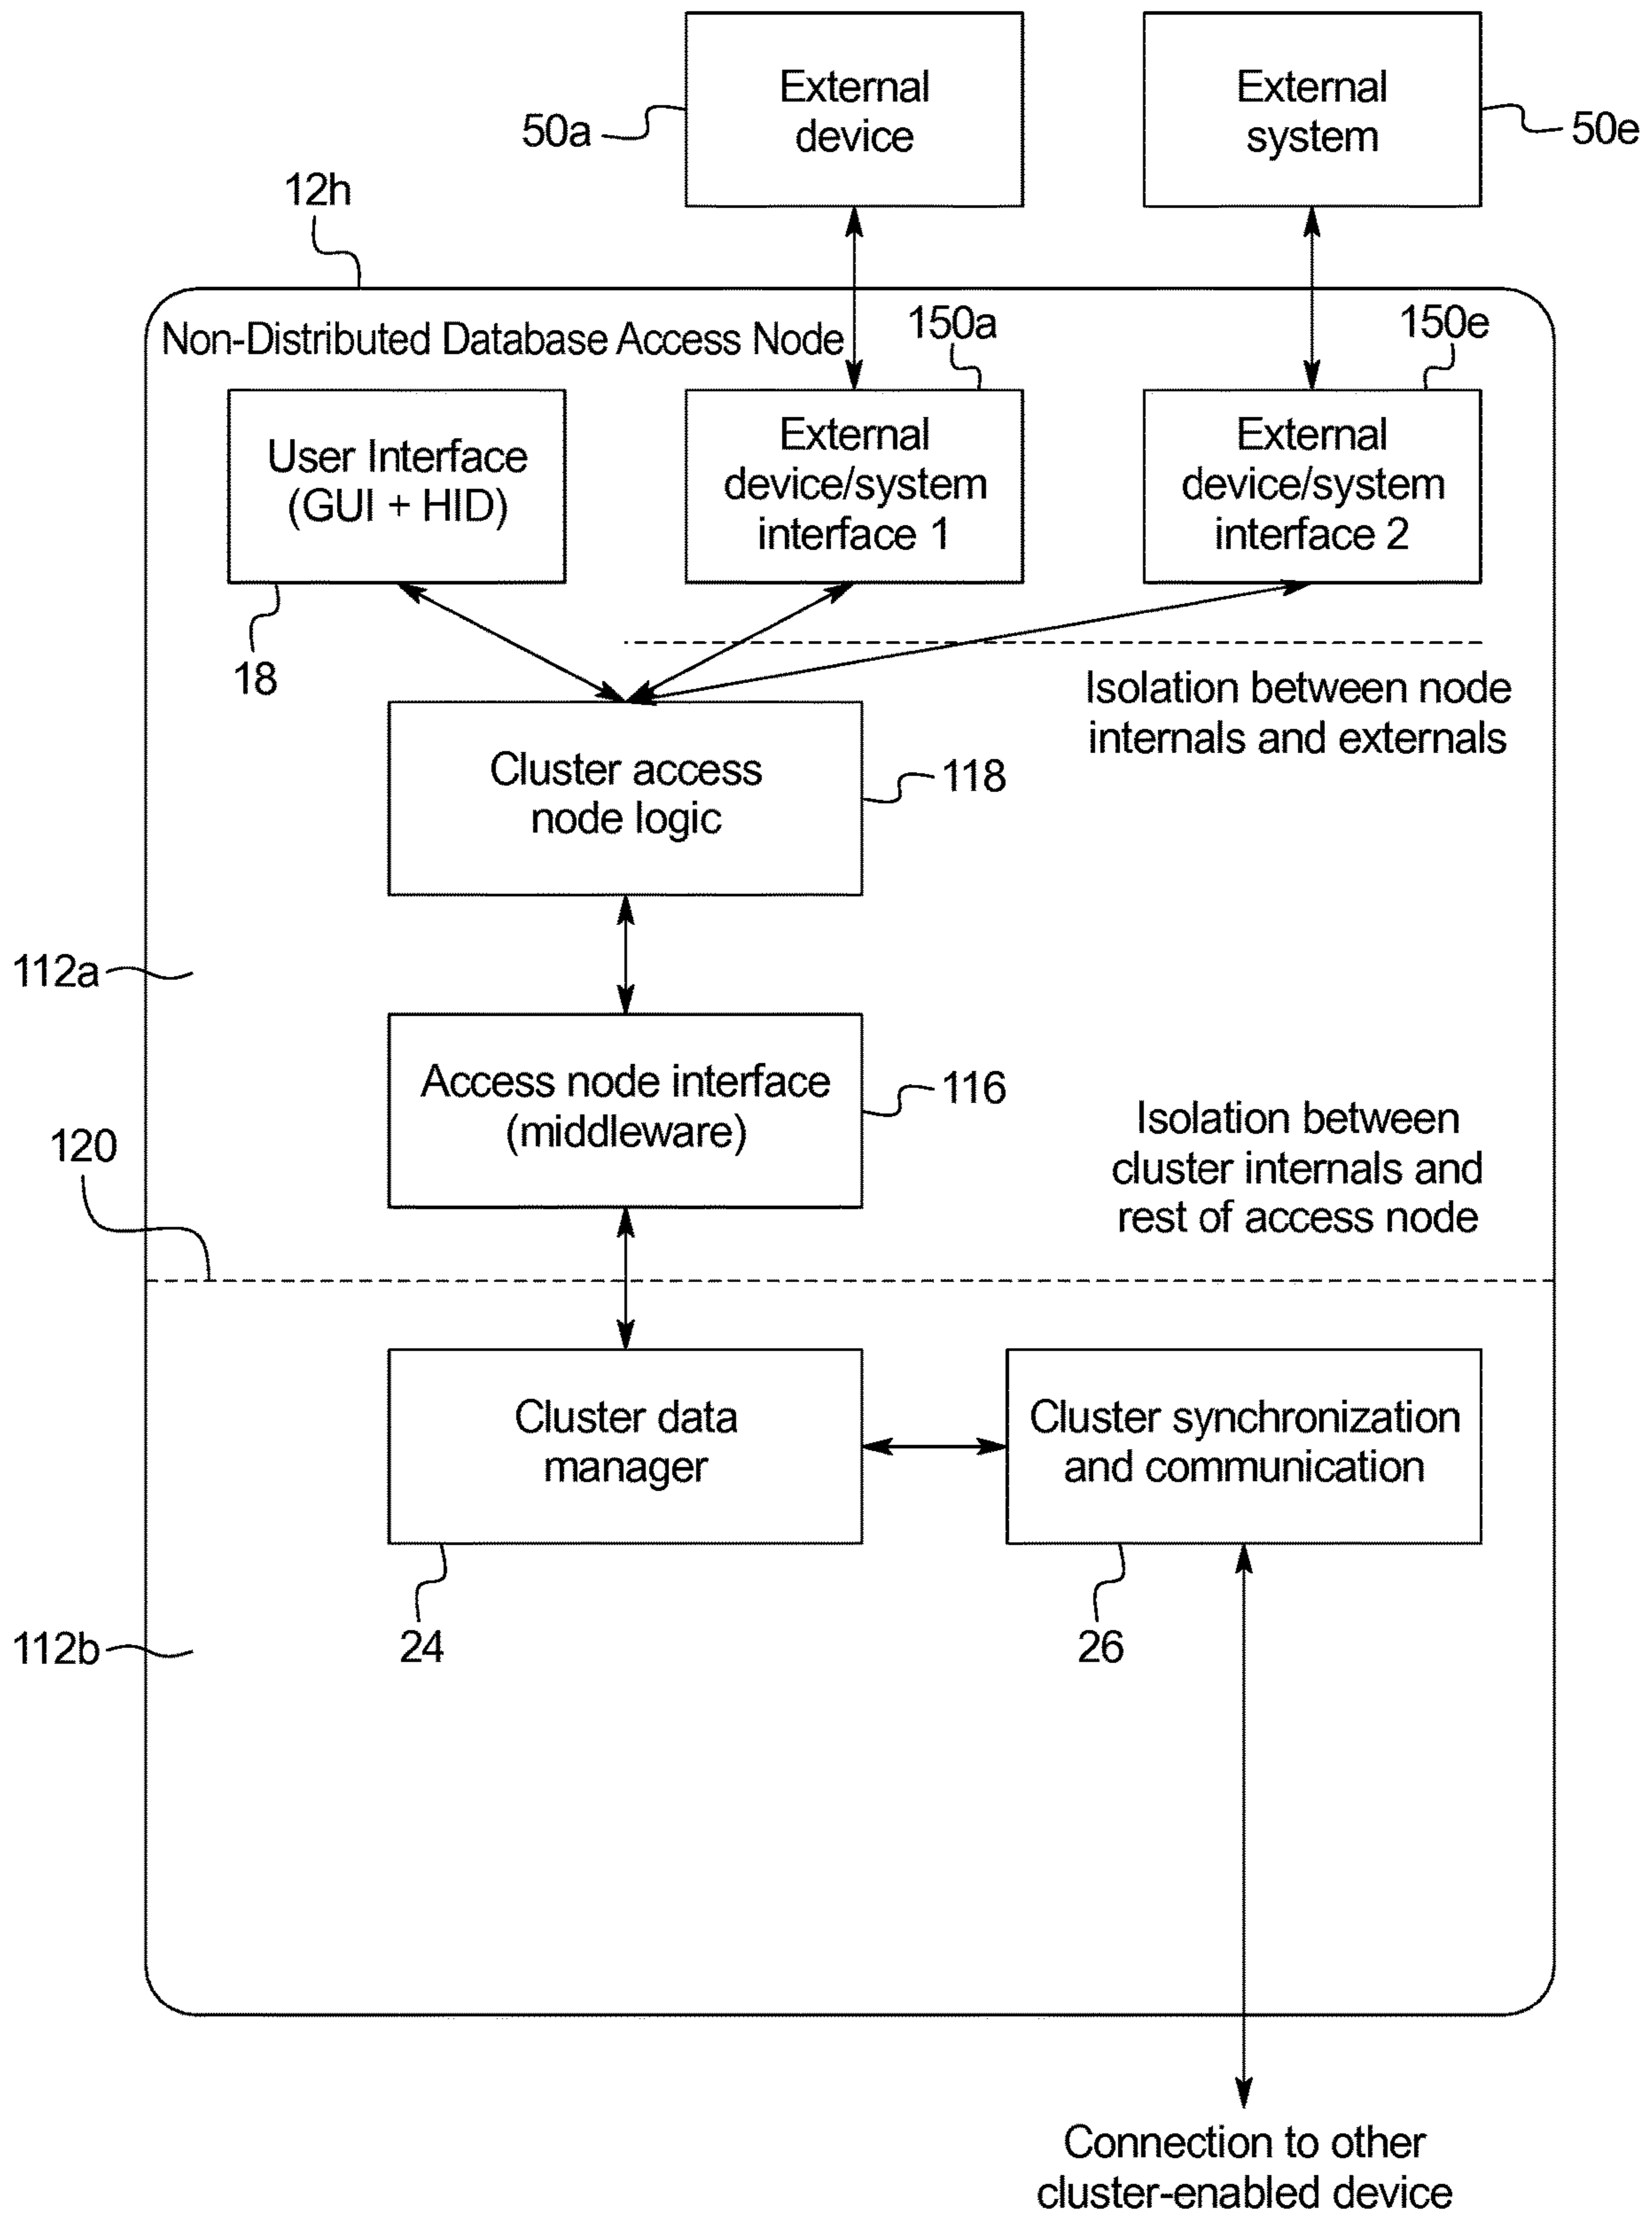 External
device
50a
External
system
50e
12h
Non-Distributed Database Access Node
150a
150e
User Interface
(GUI + HID)
18
External
device/system
interface 1
External
device/system
interface 2
Isolation between node
internals and externals
Cluster access
node logic
118
112a
Access node interface
(middleware)
116
Isolation between
cluster internals and
rest of access node
120
Cluster data
manager
24
Cluster synchronization
and communication
26
112b
Connection to other
cluster-enabled device